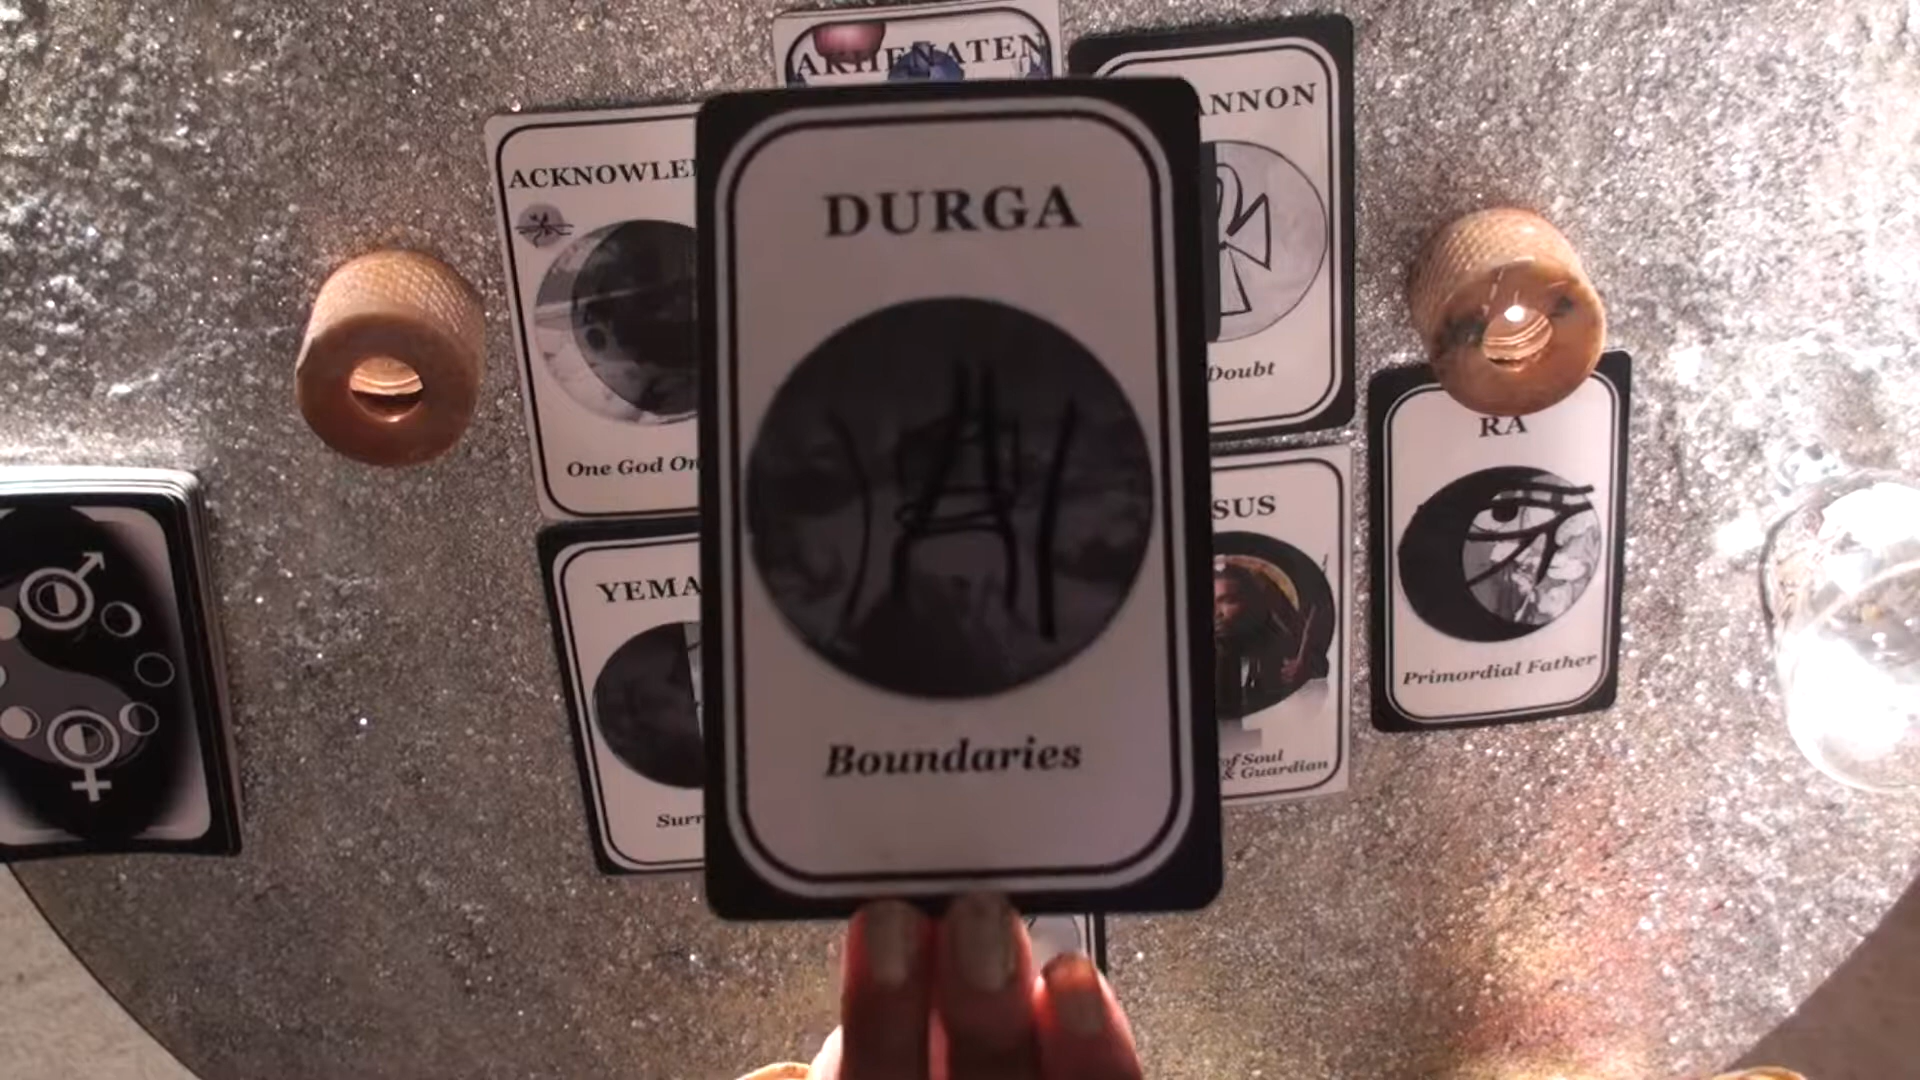 AKHENATEN
ANNON
ACKNOWLE
DURGA
Doubt
RA
One God On
SUS
YEMA
Primordial Father
Boundaries
of Soul
& Guardian
Surr